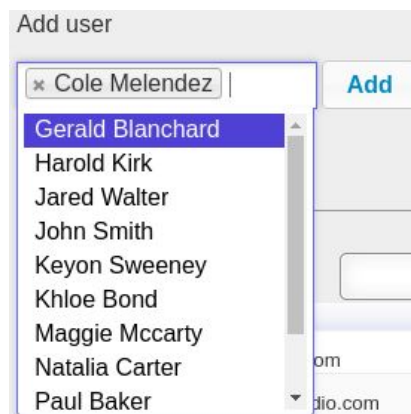 Add user
× Cole Melendez
Add
Gerald Blanchard
Harold Kirk
Jared Walter
John Smith
Keyon Sweeney
Khloe Bond
Maggie Mccarty
Natalia Carter
om
Paul Baker
dio.com